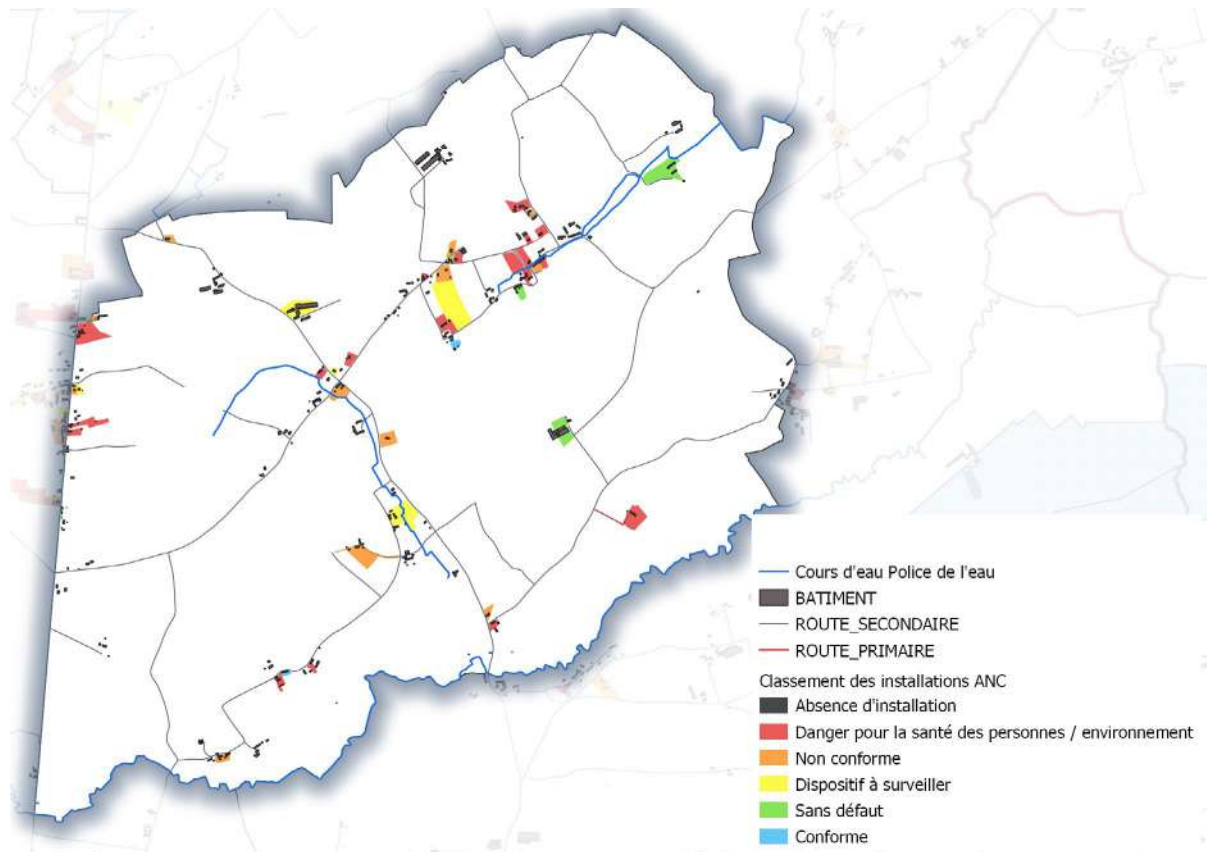 Cours d'eau Police de l'eau
BATIMENT
ROUTE_SECONDAIRE
ROUTE_PRIMAIRE
Classement des installations ANC
Absence d'installation
Danger pour la santé des personnes / environnement
Non conforme
Dispositif à surveiller
Sans défaut
Conforme